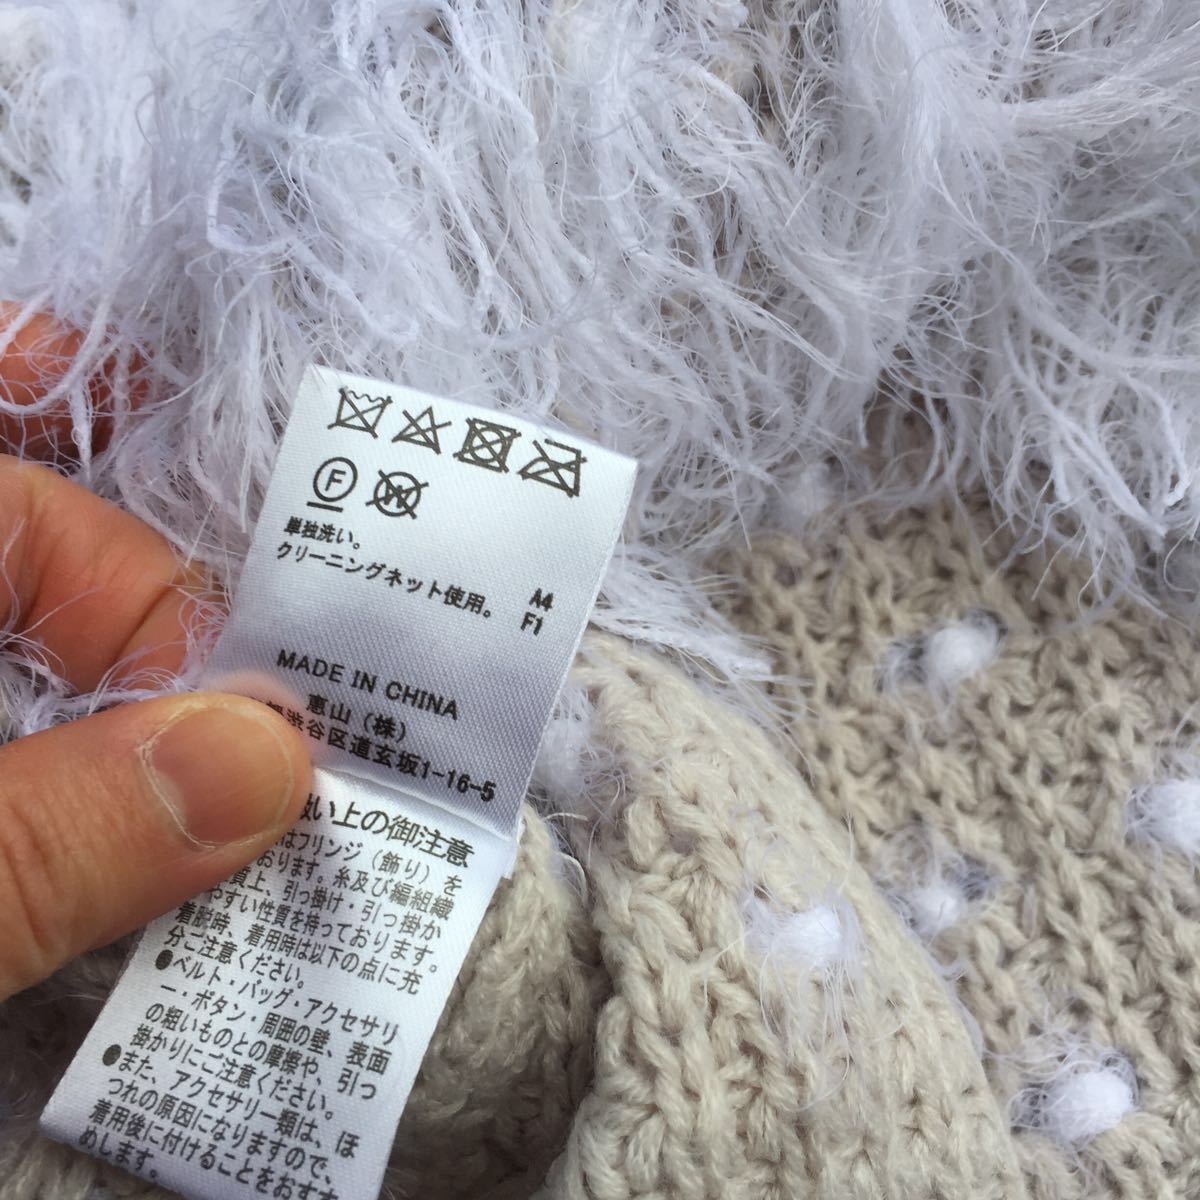 F
W
単独洗い。
クリーニングネット使用。
A4
F1
MADE IN CHINA
恵山（株）
渋谷区道玄坂1-16-5
扱い上の御注意
はフリンジ（飾り）を
おります。糸及び編組織
質上、引っ掛け・引っ掛か
やすい性質を持っております。
着脱時、着用時は以下の点に充
分ご注意ください。
●ベルト・バッグ・アクセサリ
ー・ボタン・周囲の壁、表面
の粗いものとの摩擦や、引っ
掛かりにご注意ください。
●また、アクセサリー類は、ほ
つれの原因になりますので、
着用後に付けることをおすす
めします。